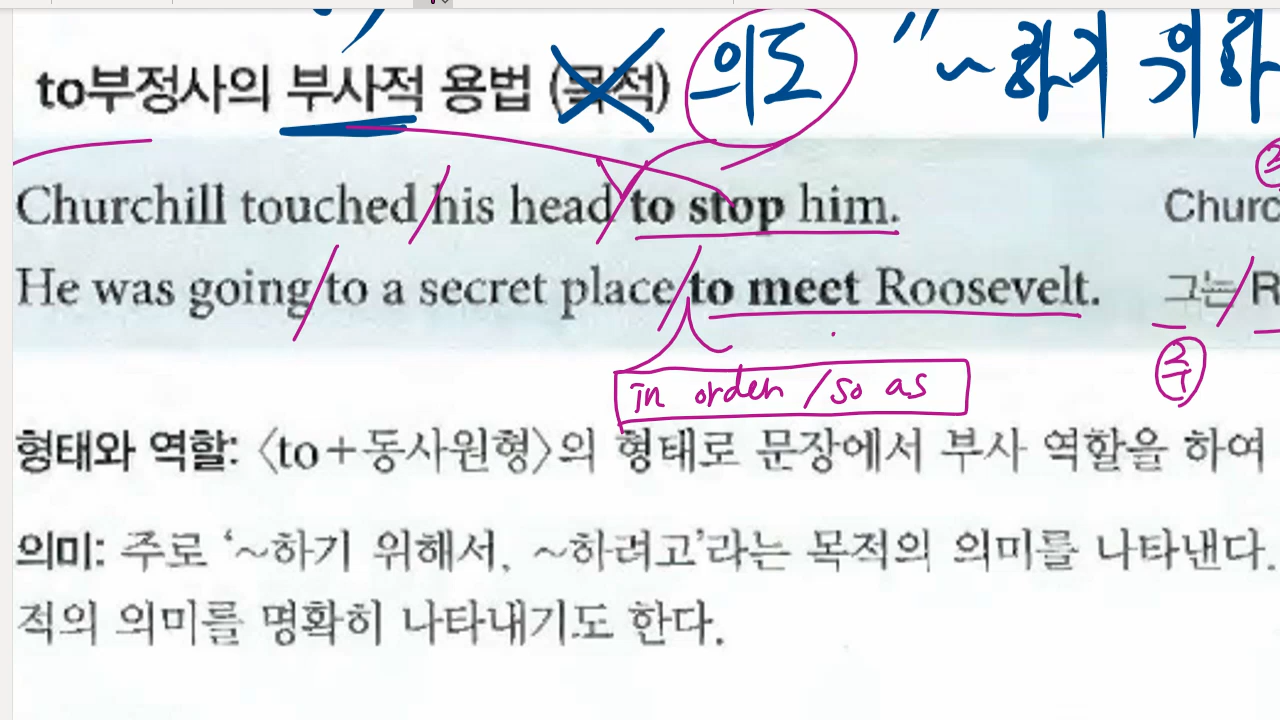 to부정사의 부사적 용법 (목적) 의도 " ~하기 위하
Churchill touched his head to stop him. Churc
He was going to a secret place to meet Roosevelt. 그는 R
in order / so as 주
형태와 역할: 〈to+동사원형〉의 형태로 문장에서 부사 역할을 하여
의미: 주로 ‘~하기 위해서, ~하려고’라는 목적의 의미를 나타낸다.
적의 의미를 명확히 나타내기도 한다.